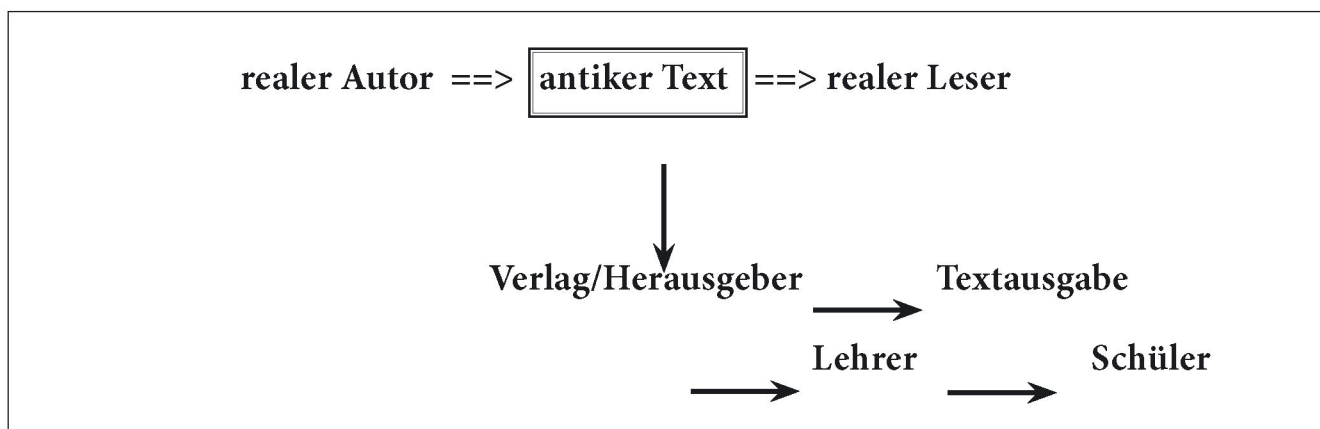 realer Autor ==> antiker Text ==> realer Leser
Verlag/Herausgeber Textausgabe
Lehrer Schüler